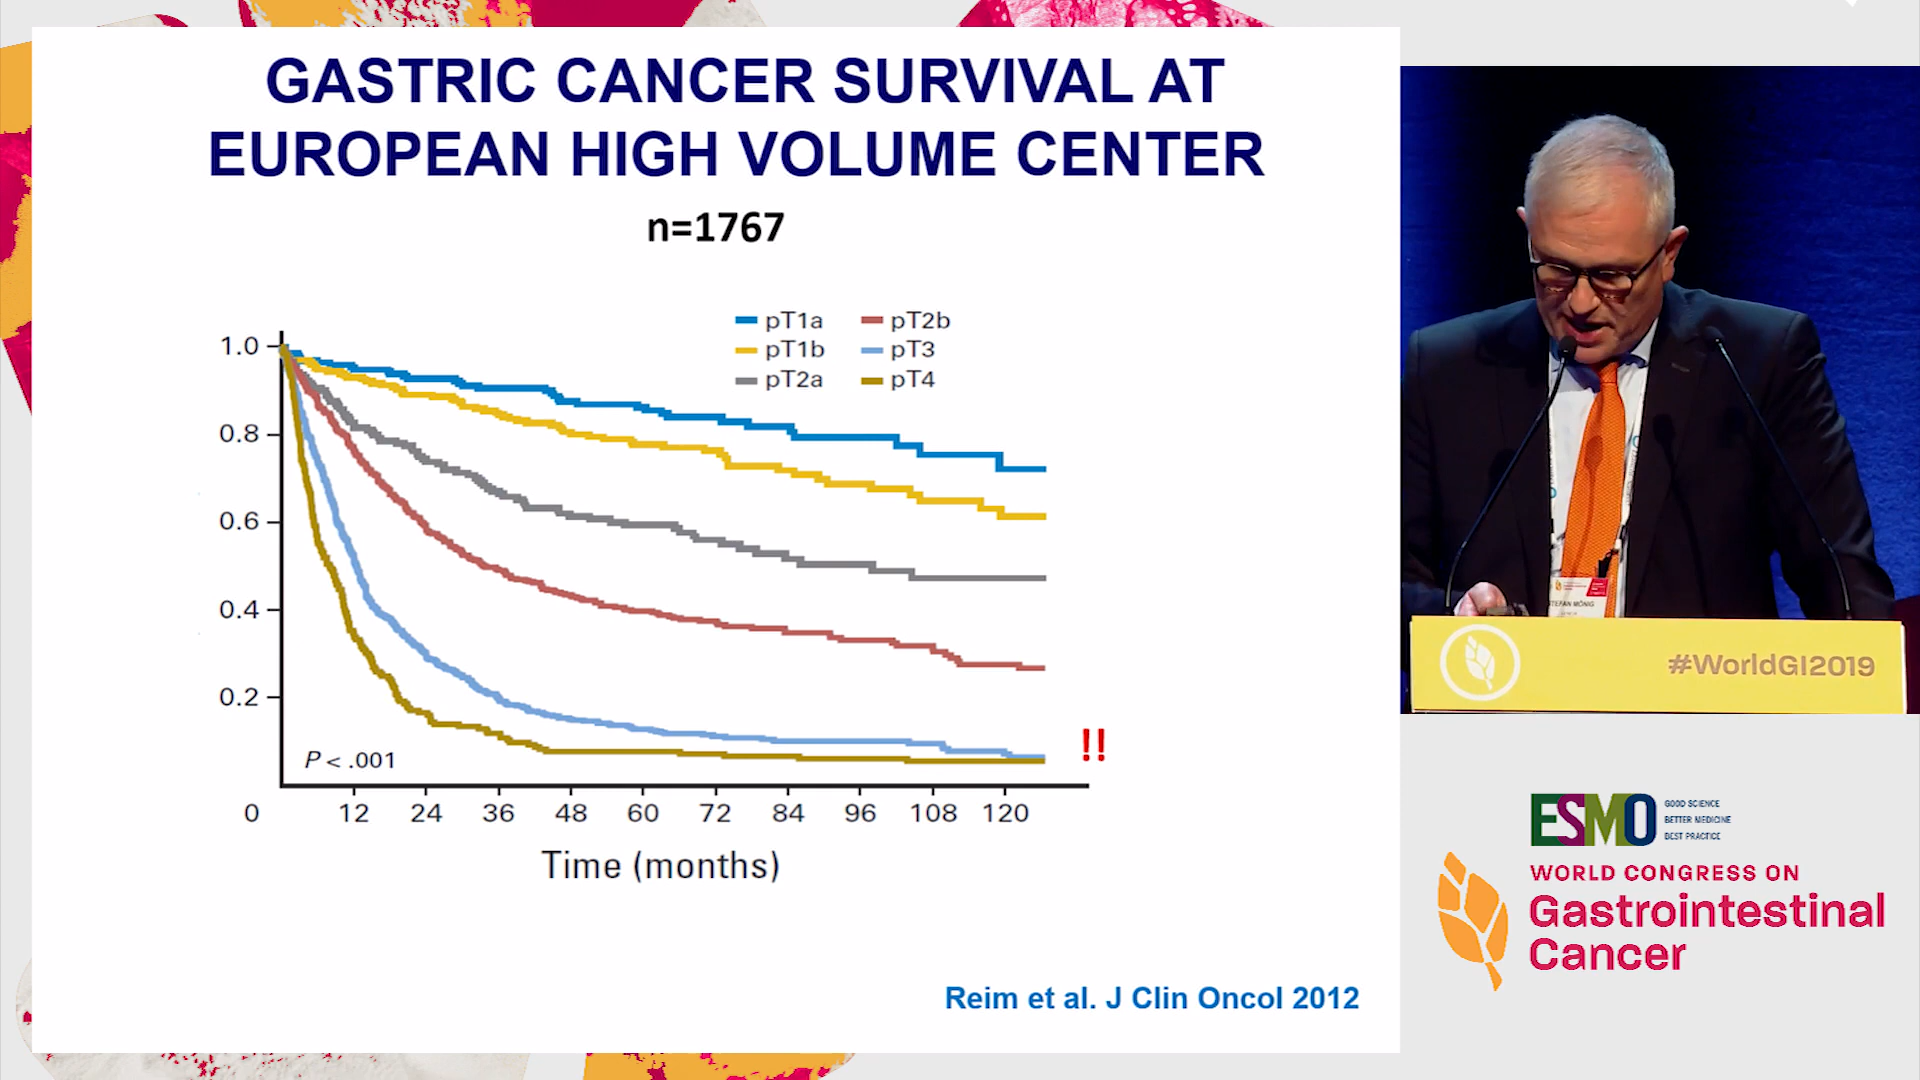 GASTRIC CANCER SURVIVAL AT
EUROPEAN HIGH VOLUME CENTER
n=1767
pT1a
pT2b
pT1b
pT3
pT2a
pT4
1.0
0.8
0.6
0.4
0.2
P < .001
!!
0 12 24 36 48 60 72 84 96 108 120
Time (months)
Reim et al. J Clin Oncol 2012
STEFAN MÖNIG
#WorldGI2019
ESMO
GOOD SCIENCE
BETTER MEDICINE
BEST PRACTICE
WORLD CONGRESS ON
Gastrointestinal
Cancer